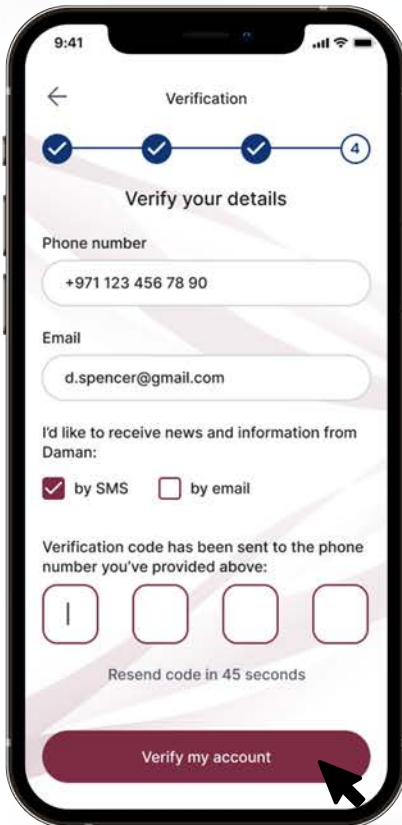 9:41
Verification
4
Verify your details
Phone number
+971 123 456 78 90
Email
d.spencer@gmail.com
I'd like to receive news and information from
Daman:
by SMS by email
Verification code has been sent to the phone
number you've provided above:
Resend code in 45 seconds
Verify my account